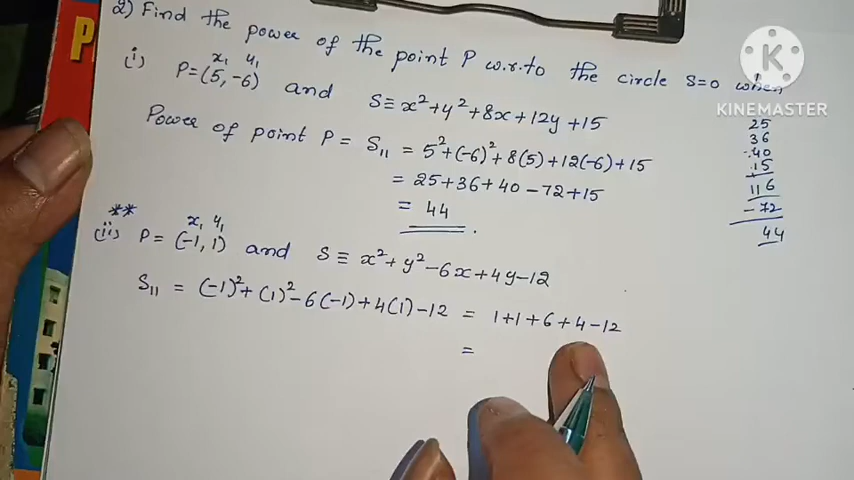 2) Find the power of the point P w.r.to the circle S=0 when
(i) P=(5, -6) and S≡x²+y²+8x+12y+15
x₁ y₁
Power of point P = S₁₁ = 5²+(-6)²+8(5)+12(-6)+15
= 25+36+40-72+15
= 44.
**
(ii) P=(-1, 1) and S≡x²+y²-6x+4y-12
x₁ y₁
S₁₁ = (-1)²+(1)²-6(-1)+4(1)-12 = 1+1+6+4-12
=
25
36
40
15
116
-72
44
K
KINEMASTER
P